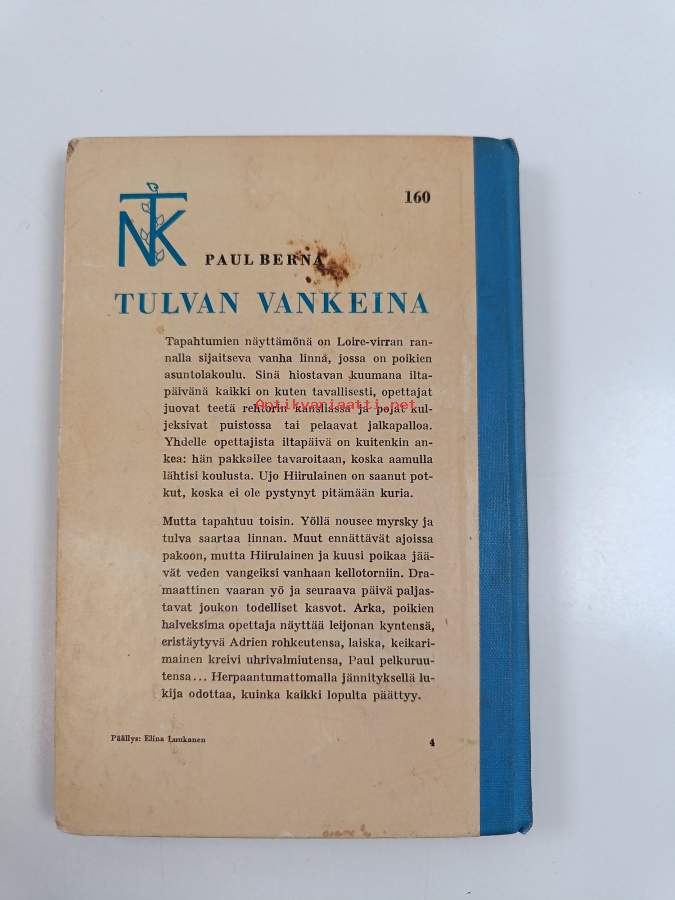 NTK
160
PAUL BERNA
TULVAN VANKEINA
Tapahtumien näyttämönä on Loire-virran ran-
nalla sijaitseva vanha linna, jossa on poikien
asuntolakoulu. Sinä hiostavan kuumana ilta-
päivänä kaikki on kuten tavallisesti, opettajat
juovat teetä rehtorin kansliassa ja pojat kul-
Antikvariaatti.net
jeksivat puistossa tai pelaavat jalkapalloa.
Yhdelle opettajista iltapäivä on kuitenkin an-
kea: hän pakkailee tavaroitaan, koska aamulla
lähtisi koulusta. Ujo Hiirulainen on saanut pot-
kut, koska ei ole pystynyt pitämään kuria.
Mutta tapahtuu toisin. Yöllä nousee myrsky ja
tulva saartaa linnan. Muut ennättävät ajoissa
pakoon, mutta Hiirulainen ja kuusi poikaa jää-
vät veden vangeiksi vanhaan kellotorniin. Dra-
maattinen vaaran yö ja seuraava päivä paljas-
tavat joukon todelliset kasvot. Arka, poikien
halveksima opettaja näyttää leijonan kyntensä,
eristäytyvä Adrien rohkeutensa, laiska, keikari-
mainen kreivi uhrivalmiutensa, Paul pelkuruu-
tensa... Herpaantumattomalla jännityksellä lu-
kija odottaa, kuinka kaikki lopulta päättyy.
Päällys: Elina Luukanen
4